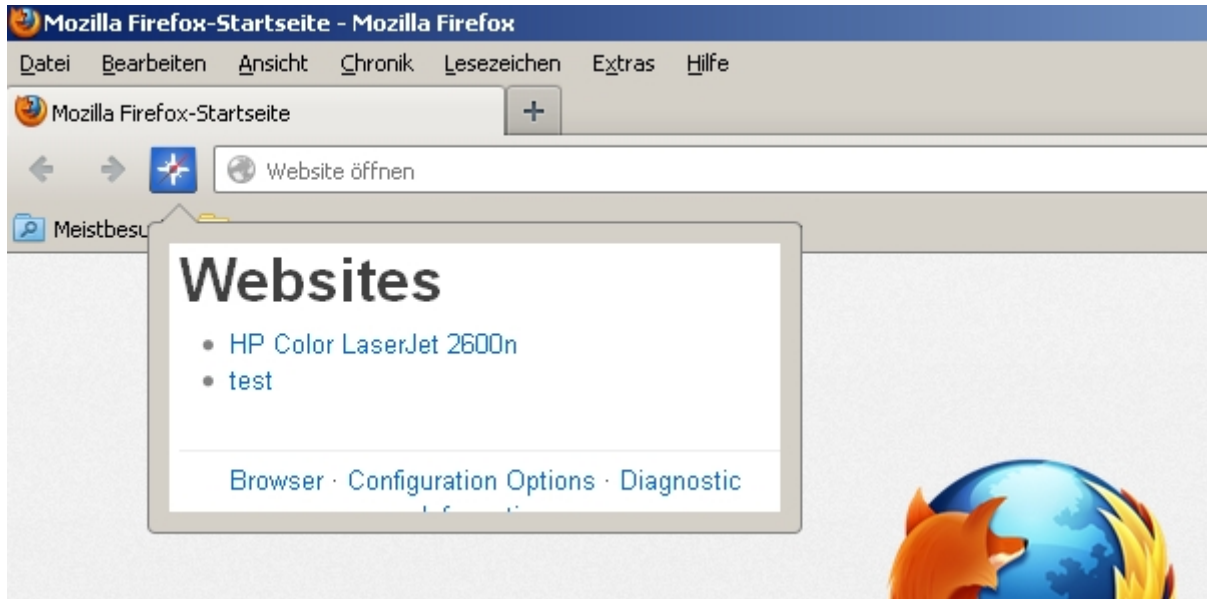 Mozilla Firefox-Startseite - Mozilla Firefox
Datei Bearbeiten Ansicht Chronik Lesezeichen Extras Hilfe
Mozilla Firefox-Startseite
Website öffnen
Websites
HP Color LaserJet 2600n
test
Browser · Configuration Options · Diagnostic